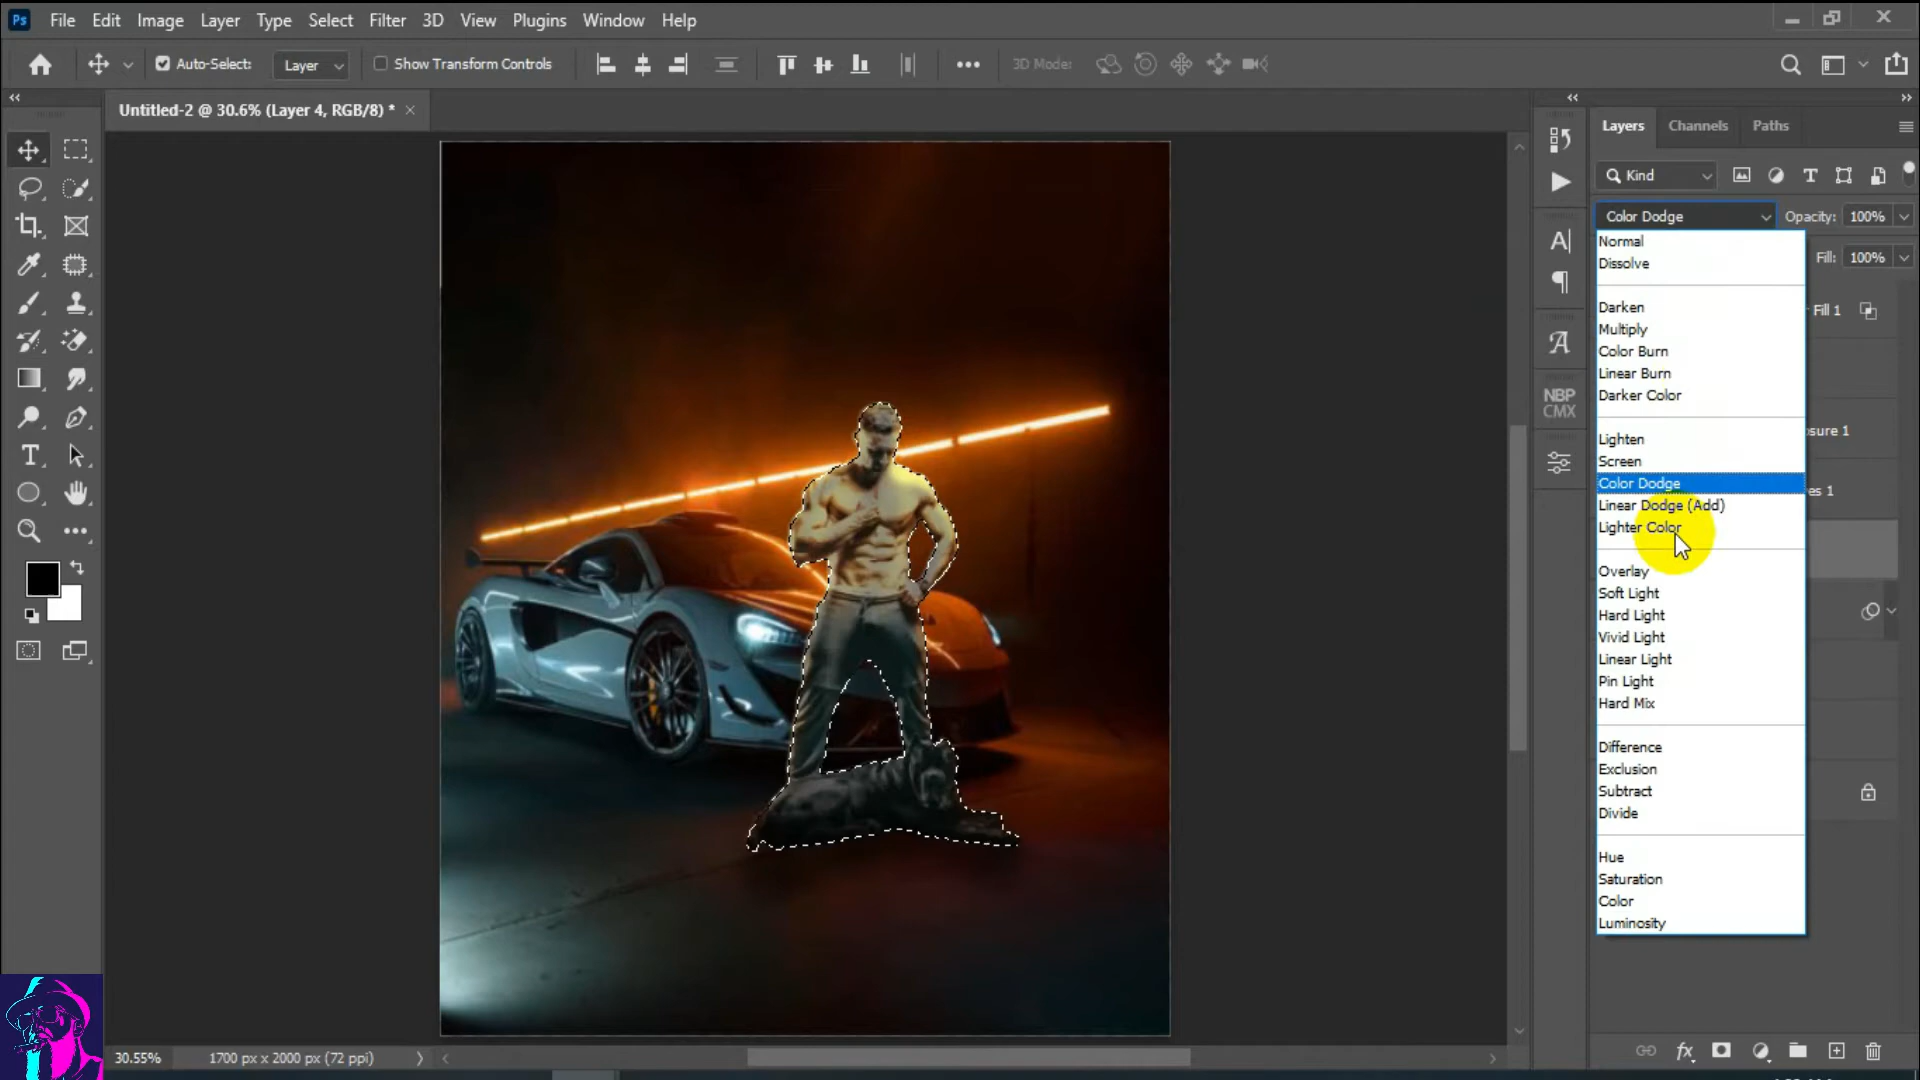 Ps File Edit Image Layer Type Select Filter 3D View Plugins Window Help
Auto-Select: Layer Show Transform Controls 3D Mode:
Untitled-2 @ 30.6% (Layer 4, RGB/8) *
Layers Channels Paths
Kind
Color Dodge Opacity: 100%
Normal
Fill: 100%
Dissolve
Darken
Fill 1
Multiply
Color Burn
Linear Burn
Darker Color
NBP
CMX
Lighten
sure 1
Screen
Color Dodge
es 1
Linear Dodge (Add)
Lighter Color
Overlay
Soft Light
Hard Light
Vivid Light
Linear Light
Pin Light
Hard Mix
Difference
Exclusion
Subtract
Divide
Hue
Saturation
Color
Luminosity
30.55% 1700 px x 2000 px (72 ppi)
fx